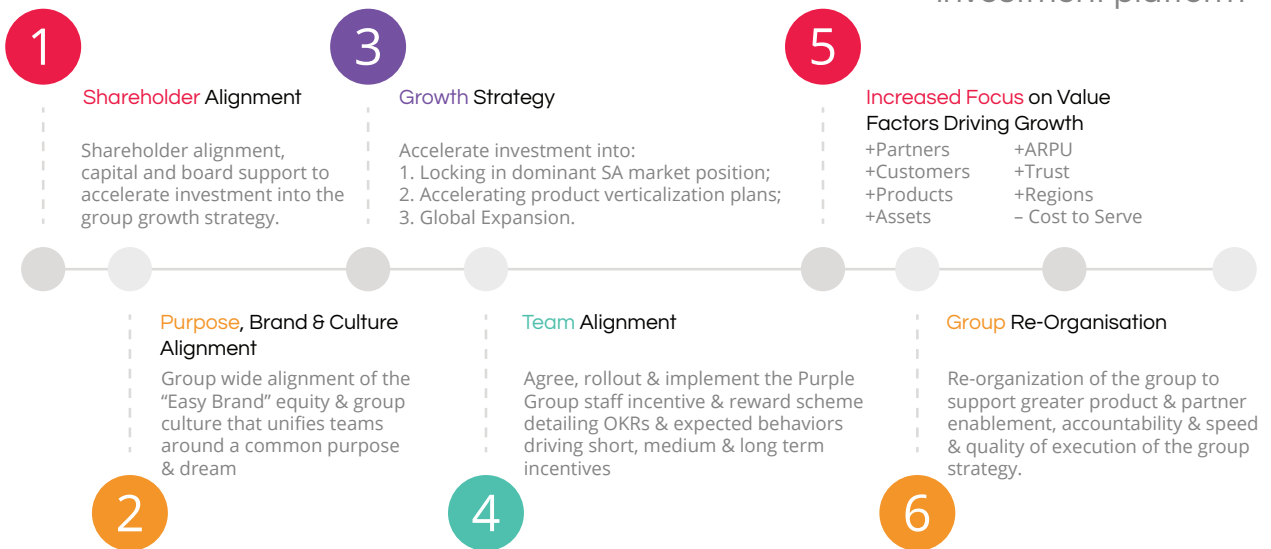 investment platform
1
Shareholder Alignment
Shareholder alignment,
capital and board support to
accelerate investment into the
group growth strategy.
3
Growth Strategy
Accelerate investment into:
1. Locking in dominant SA market position;
2. Accelerating product verticalization plans;
3. Global Expansion.
5
Increased Focus on Value
Factors Driving Growth
+Partners
+Customers
+Products
+Assets
+ARPU
+Trust
+Regions
– Cost to Serve
Purpose, Brand & Culture
Alignment
Group wide alignment of the
“Easy Brand” equity & group
culture that unifies teams
around a common purpose
& dream
2
Team Alignment
Agree, rollout & implement the Purple
Group staff incentive & reward scheme
detailing OKRs & expected behaviors
driving short, medium & long term
incentives
4
Group Re-Organisation
Re-organization of the group to
support greater product & partner
enablement, accountability & speed
& quality of execution of the group
strategy.
6